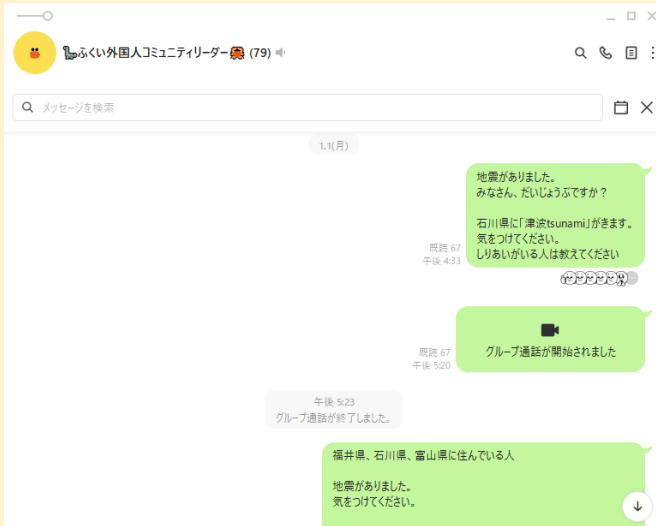 🦕ふくい外国人コミュニティリーダー🦀 (79)
メッセージを検索
1.1(月)
地震がありました。
みなさん、だいじょうぶですか？
石川県に「津波tsunami」がきます。
気をつけてください。
しりあいがいる人は教えてください
既読 67
午後 4:33
グループ通話が開始されました
既読 67
午後 5:20
午後 5:23
グループ通話が終了しました。
福井県、石川県、富山県に住んでいる人
地震がありました。
気をつけてください。